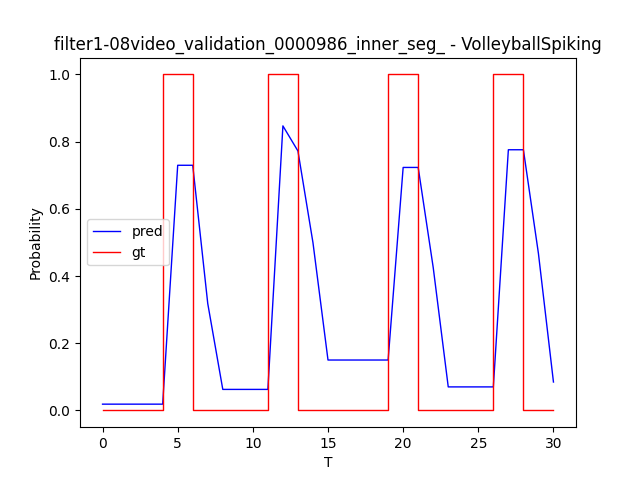 filter1-08video_validation_0000986_inner_seg_ - VolleyballSpiking
1.0
0.8
0.6
0.4
0.2
0.0
Probability
pred
gt
0 5 10 15 20 25 30
T